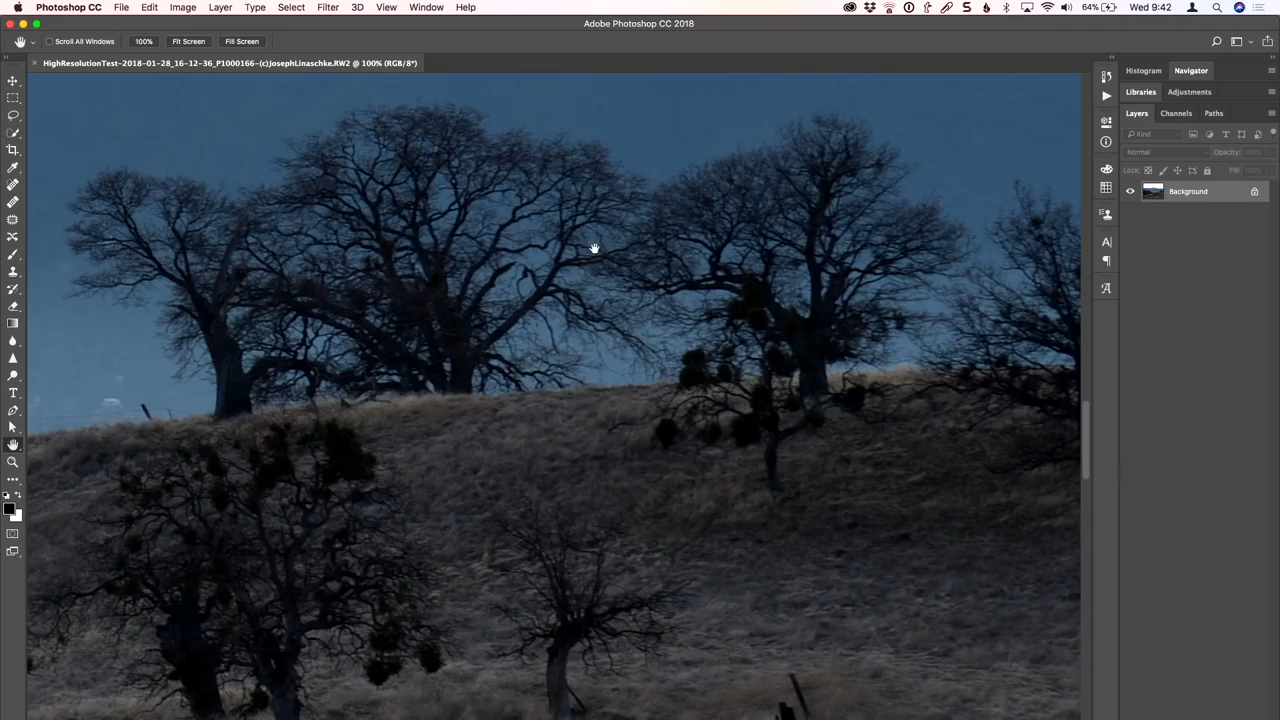 Photoshop CC File Edit Image Layer Type Select Filter 3D View Window Help 64% Wed 9:42
Adobe Photoshop CC 2018
Scroll All Windows 100% Fit Screen Fill Screen
HighResolutionTest-2018-01-28_16-12-36_P1000166-(c)JosephLinaschke.RW2 @ 100% (RGB/8*)
Histogram Navigator
Libraries Adjustments
Layers Channels Paths
Kind
Normal Opacity: 100%
Lock: Fill: 100%
Background